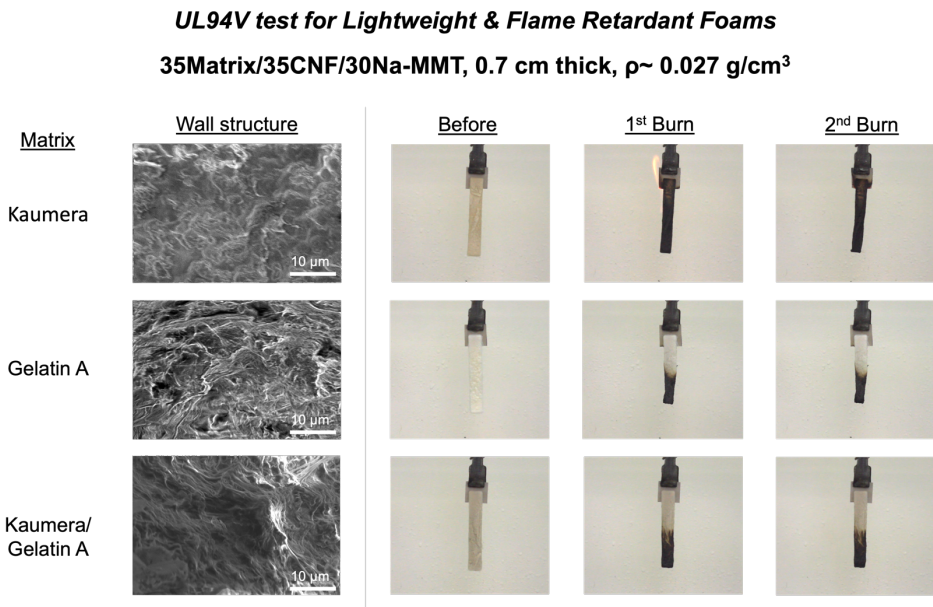 UL94V test for Lightweight & Flame Retardant Foams
35Matrix/35CNF/30Na-MMT, 0.7 cm thick, ρ~ 0.027 g/cm³
Matrix
Wall structure
Before
1st Burn
2nd Burn
Kaumera
10 μm
Gelatin A
10 μm
Kaumera/
Gelatin A
10 μm